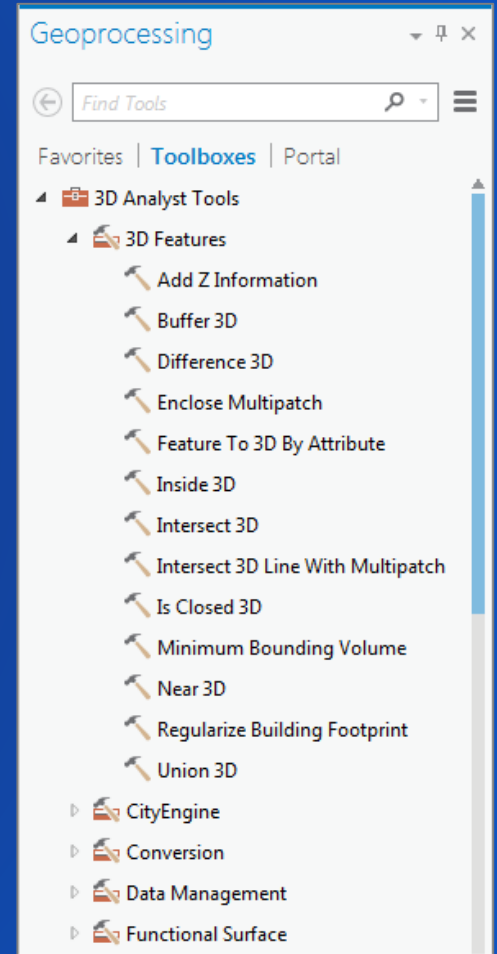 Geoprocessing
Find Tools
Favorites | Toolboxes | Portal
3D Analyst Tools
3D Features
Add Z Information
Buffer 3D
Difference 3D
Enclose Multipatch
Feature To 3D By Attribute
Inside 3D
Intersect 3D
Intersect 3D Line With Multipatch
Is Closed 3D
Minimum Bounding Volume
Near 3D
Regularize Building Footprint
Union 3D
CityEngine
Conversion
Data Management
Functional Surface